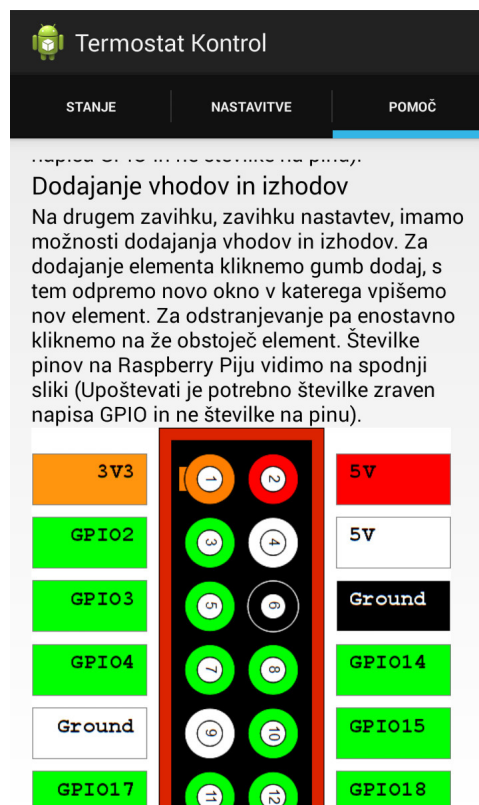 Termostat Kontrol
STANJE NASTAVITVE POMOČ
Dodajanje vhodov in izhodov
Na drugem zavihku, zavihku nastavtev, imamo
možnosti dodajanja vhodov in izhodov. Za
dodajanje elementa kliknemo gumb dodaj, s
tem odpremo novo okno v katerega vpišemo
nov element. Za odstranjevanje pa enostavno
kliknemo na že obstoječ element. Številke
pinov na Raspberry Piju vidimo na spodnji
sliki (Upoštevati je potrebno številke zraven
napisa GPIO in ne številke na pinu).
3V3 1 2 5V
GPIO2 3 4 5V
GPIO3 5 6 Ground
GPIO4 7 8 GPIO14
Ground 9 10 GPIO15
GPIO17 11 12 GPIO18